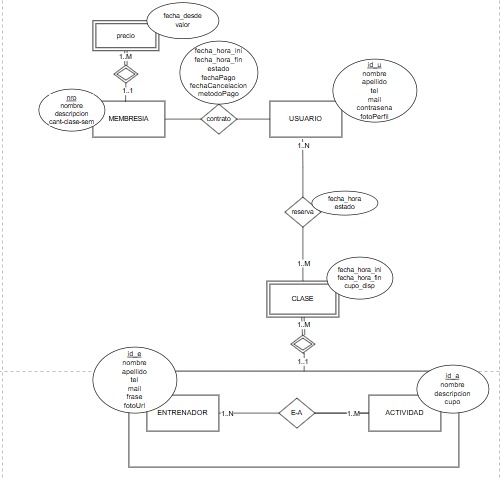 fecha_desde
valor
precio
1..M
1..1
fecha_hora_ini
fecha_hora_fin
estado
fechaPago
fechaCancelacion
metodoPago
id_u
nombre
apellido
tel
mail
contrasena
fotoPerfil
nro
nombre
descripcion
cant-clase-sem
MEMBRESIA
contrato
USUARIO
1..N
fecha_hora
estado
reserva
1..M
fecha_hora_ini
fecha_hora_fin
cupo_disp
CLASE
1..M
1..1
id_e
nombre
apellido
tel
mail
frase
fotoUrl
id_a
nombre
descripcion
cupo
ENTRENADOR
1..N
E-A
1..M
ACTIVIDAD